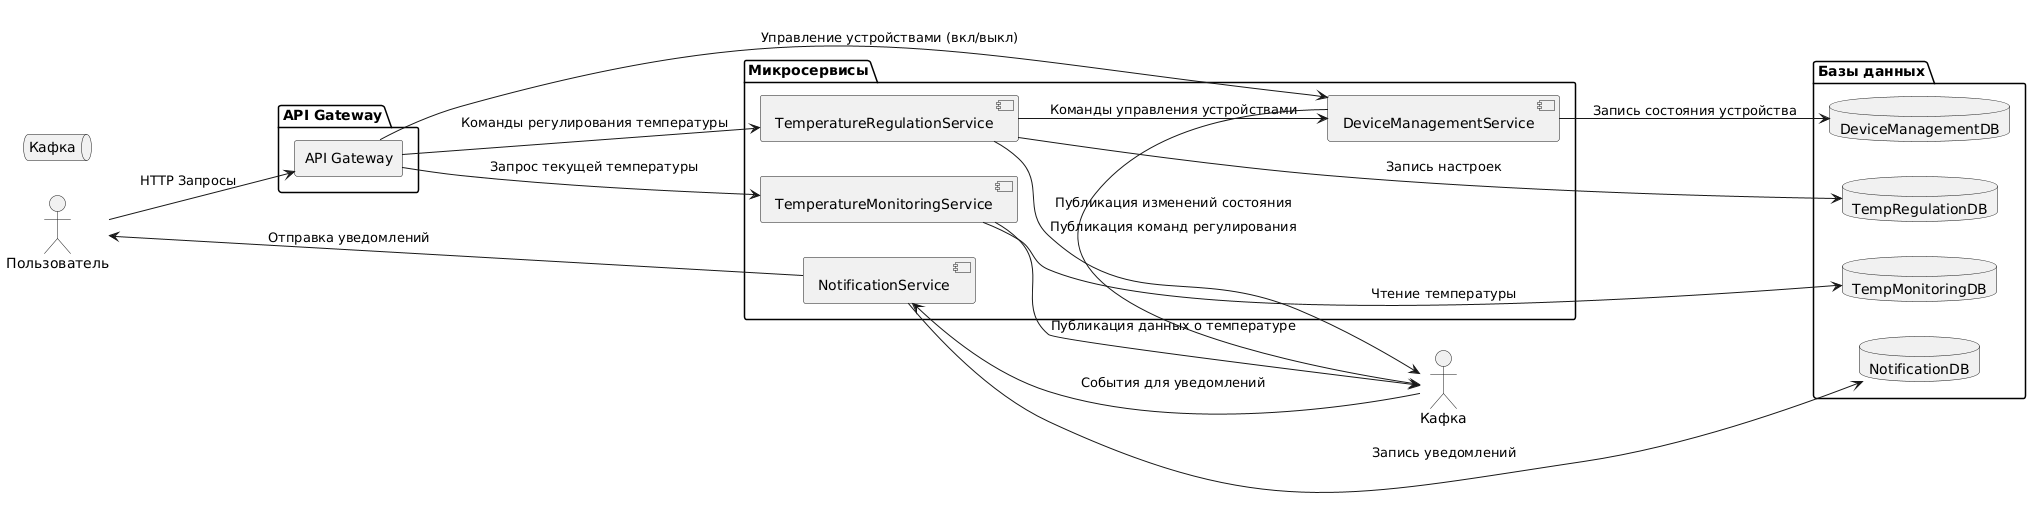 Управление устройствами (вкл/выкл)
Микросервисы
Базы данных
API Gateway
Команды управления устройствами
Запись состояния устройства
Команды регулирования температуры
TemperatureRegulationService
DeviceManagementService
DeviceManagementDB
Кафка
API Gateway
HTTP Запросы
Запрос текущей температуры
Запись настроек
TemperatureMonitoringService
Публикация изменений состояния
TempRegulationDB
Публикация команд регулирования
Отправка уведомлений
Пользователь
NotificationService
Чтение температуры
TempMonitoringDB
Публикация данных о температуре
NotificationDB
События для уведомлений
Кафка
Запись уведомлений